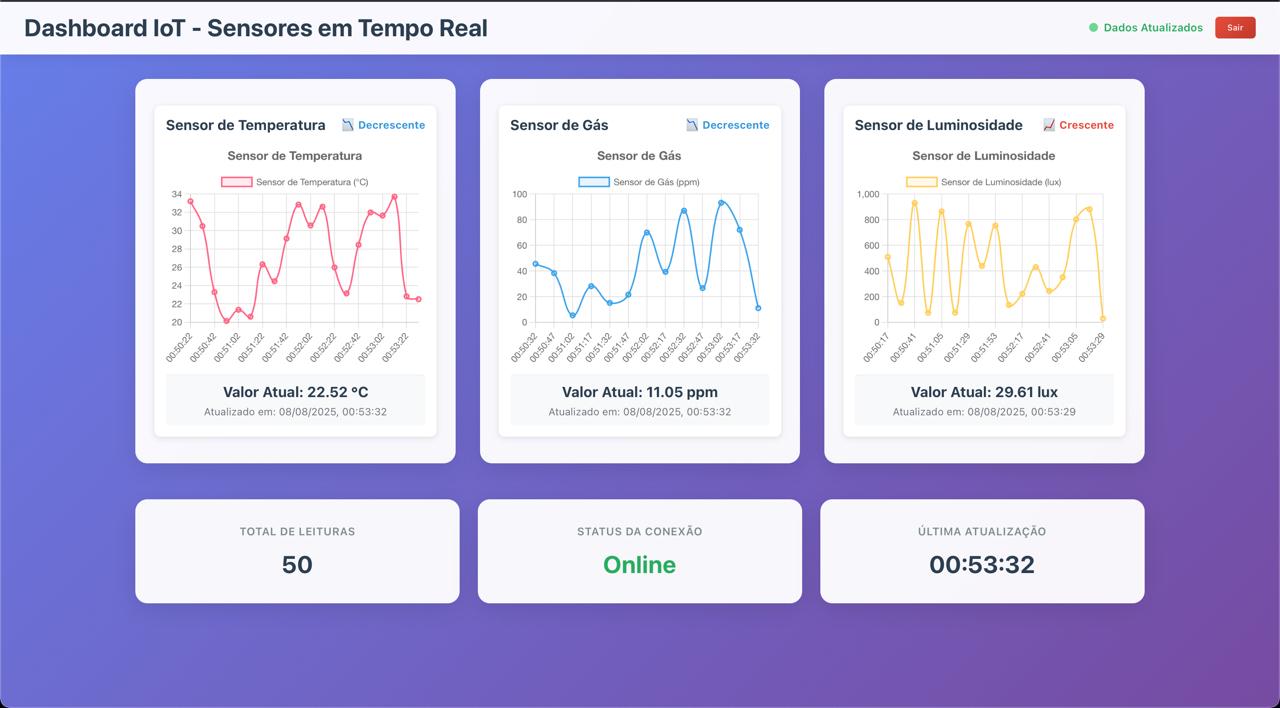 Dashboard IoT - Sensores em Tempo Real
Dados Atualizados
Sair
Sensor de Temperatura
Decrescente
Sensor de Temperatura
Sensor de Temperatura (°C)
34
32
30
28
26
24
22
20
00:50:22
00:50:42
00:51:02
00:51:22
00:51:42
00:52:02
00:52:22
00:52:42
00:53:02
00:53:22
Valor Atual: 22.52 °C
Atualizado em: 08/08/2025, 00:53:32
Sensor de Gás
Decrescente
Sensor de Gás
Sensor de Gás (ppm)
100
80
60
40
20
0
00:50:32
00:50:47
00:51:02
00:51:17
00:51:32
00:51:47
00:52:02
00:52:17
00:52:32
00:52:47
00:53:02
00:53:17
00:53:32
Valor Atual: 11.05 ppm
Atualizado em: 08/08/2025, 00:53:32
Sensor de Luminosidade
Crescente
Sensor de Luminosidade
Sensor de Luminosidade (lux)
1,000
800
600
400
200
0
00:50:17
00:50:41
00:51:05
00:51:29
00:51:53
00:52:17
00:52:41
00:53:05
00:53:29
Valor Atual: 29.61 lux
Atualizado em: 08/08/2025, 00:53:29
TOTAL DE LEITURAS
50
STATUS DA CONEXÃO
Online
ÚLTIMA ATUALIZAÇÃO
00:53:32